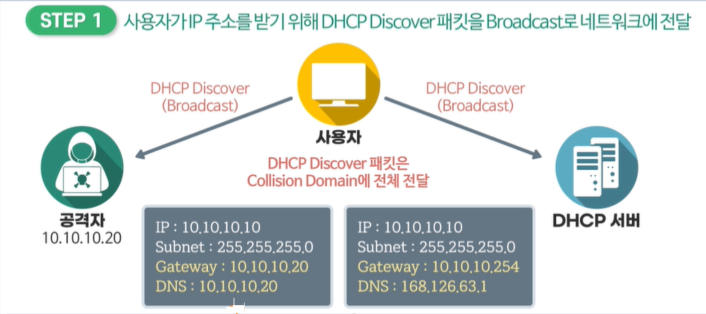 STEP 1 사용자가 IP 주소를 받기 위해 DHCP Discover 패킷을 Broadcast로 네트워크에 전달
DHCP Discover
(Broadcast)
DHCP Discover
(Broadcast)
사용자
DHCP Discover 패킷은
Collision Domain에 전체 전달
공격자
10.10.10.20
DHCP 서버
IP : 10.10.10.10
Subnet : 255.255.255.0
Gateway : 10.10.10.20
DNS : 10.10.10.20
IP : 10.10.10.10
Subnet : 255.255.255.0
Gateway : 10.10.10.254
DNS : 168.126.63.1